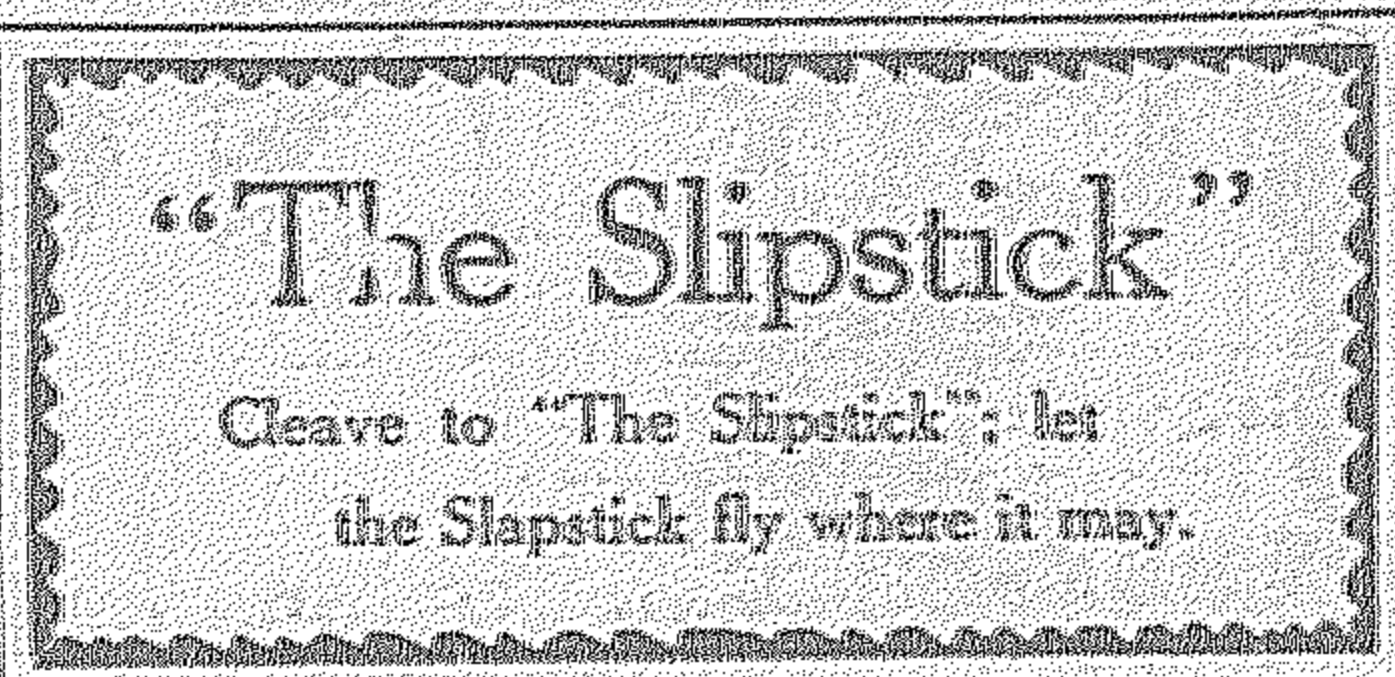 “The Slipstick”
Cleave to “The Slipstick”; let
the Slapstick fly where it may.